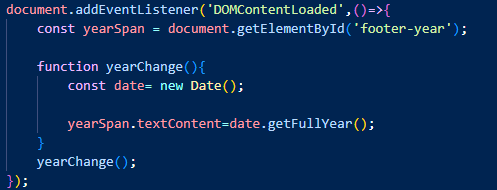 document.addEventListener('DOMContentLoaded',()=>{
    const yearSpan = document.getElementById('footer-year');

    function yearChange(){
        const date= new Date();

        yearSpan.textContent=date.getFullYear();
    }
    yearChange();
});